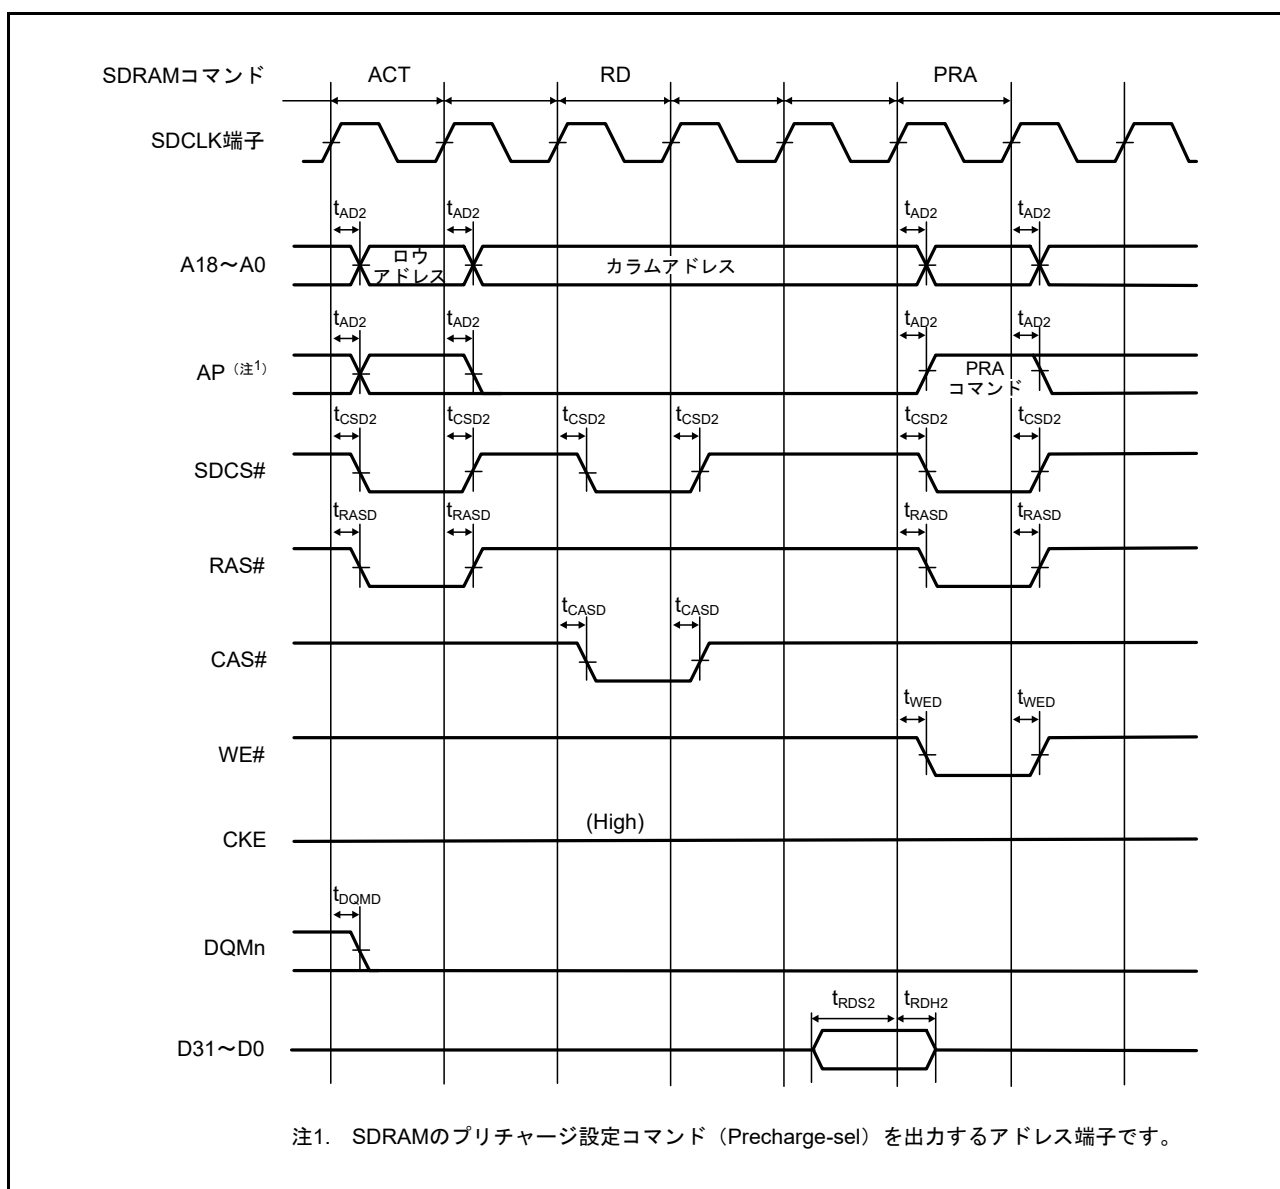 SDRAMコマンド ACT RD PRA
SDCLK端子
tAD2 tAD2 tAD2 tAD2
A18～A0 ロウ
アドレス カラムアドレス
tAD2 tAD2 tAD2 tAD2
AP（注1） PRA
コマンド
tCSD2 tCSD2 tCSD2 tCSD2 tCSD2 tCSD2
SDCS#
tRASD tRASD tRASD tRASD
RAS#
tCASD tCASD
CAS#
tWED tWED
WE#
(High)
CKE
tDQMD
DQMn
tRDS2 tRDH2
D31～D0
注1. SDRAMのプリチャージ設定コマンド（Precharge-sel）を出力するアドレス端子です。